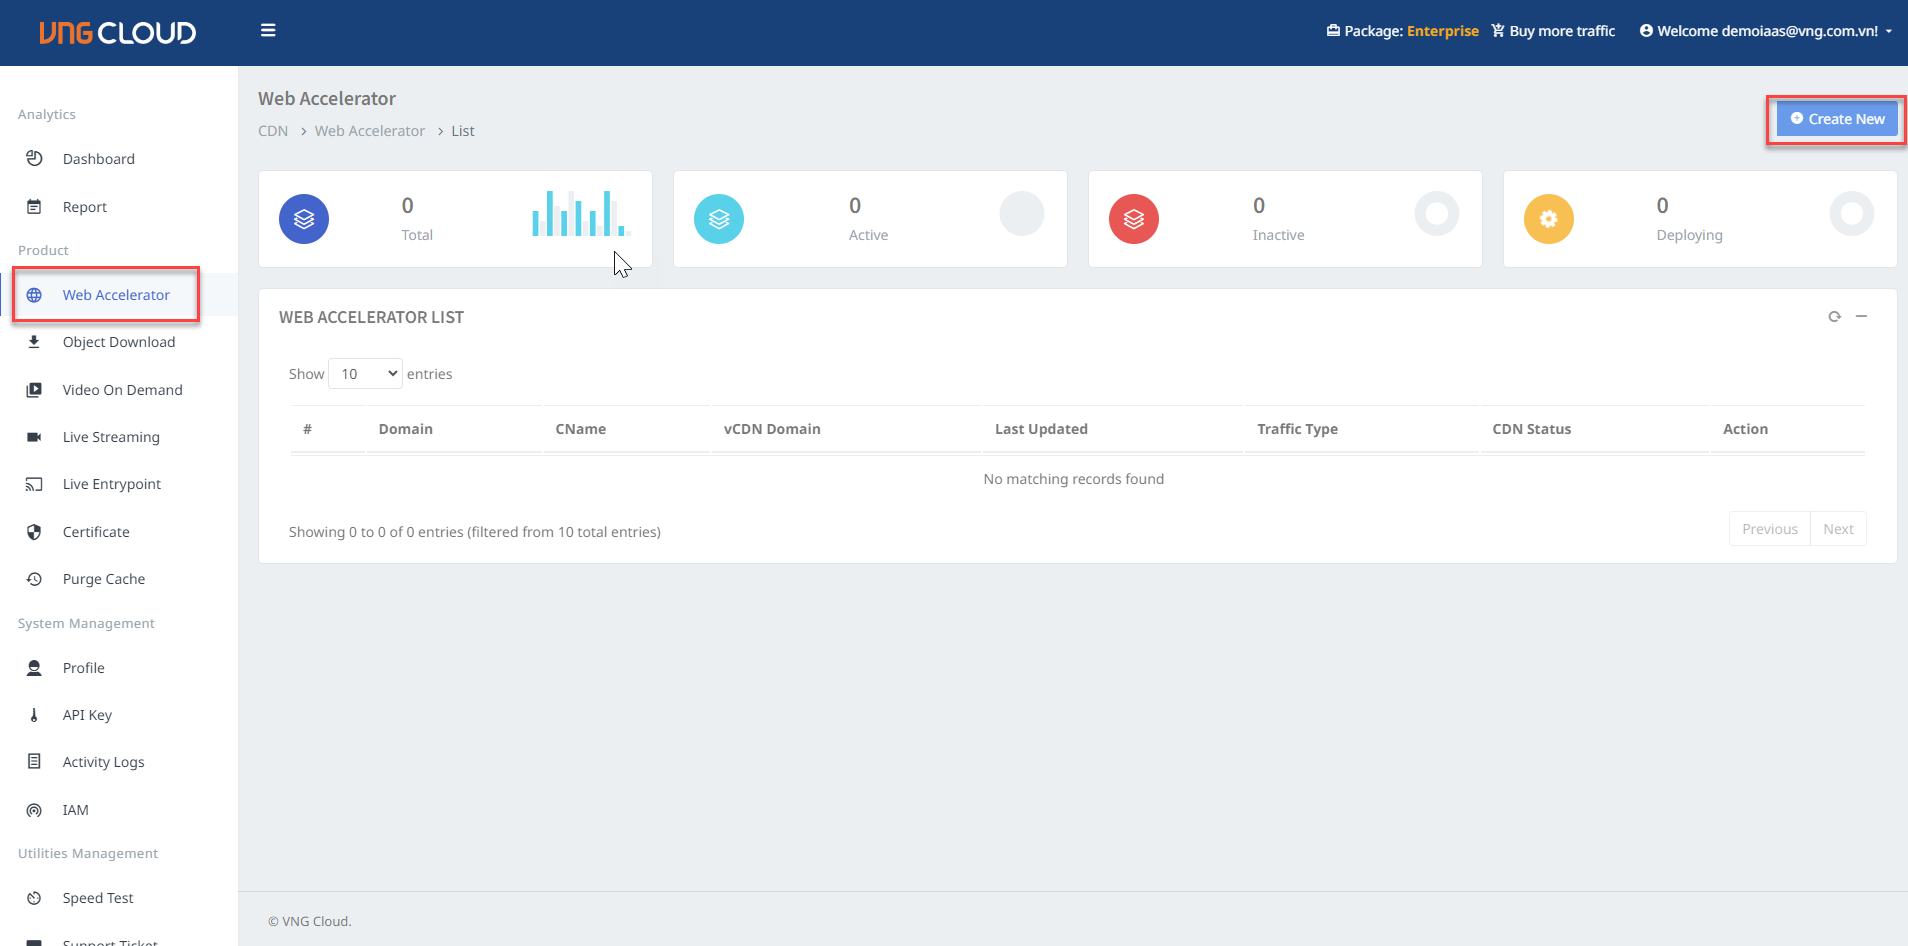 VNG CLOUD
Package: Enterprise
Buy more traffic
Welcome demoiaas@vng.com.vn!
Analytics
Dashboard
Report
Product
Web Accelerator
Object Download
Video On Demand
Live Streaming
Live Entrypoint
Certificate
Purge Cache
System Management
Profile
API Key
Activity Logs
IAM
Utilities Management
Speed Test
Support Ticket
Web Accelerator
CDN > Web Accelerator > List
Create New
0
Total
0
Active
0
Inactive
0
Deploying
WEB ACCELERATOR LIST
Show 10 entries
# Domain CName vCDN Domain Last Updated Traffic Type CDN Status Action
No matching records found
Showing 0 to 0 of 0 entries (filtered from 10 total entries)
Previous Next
© VNG Cloud.